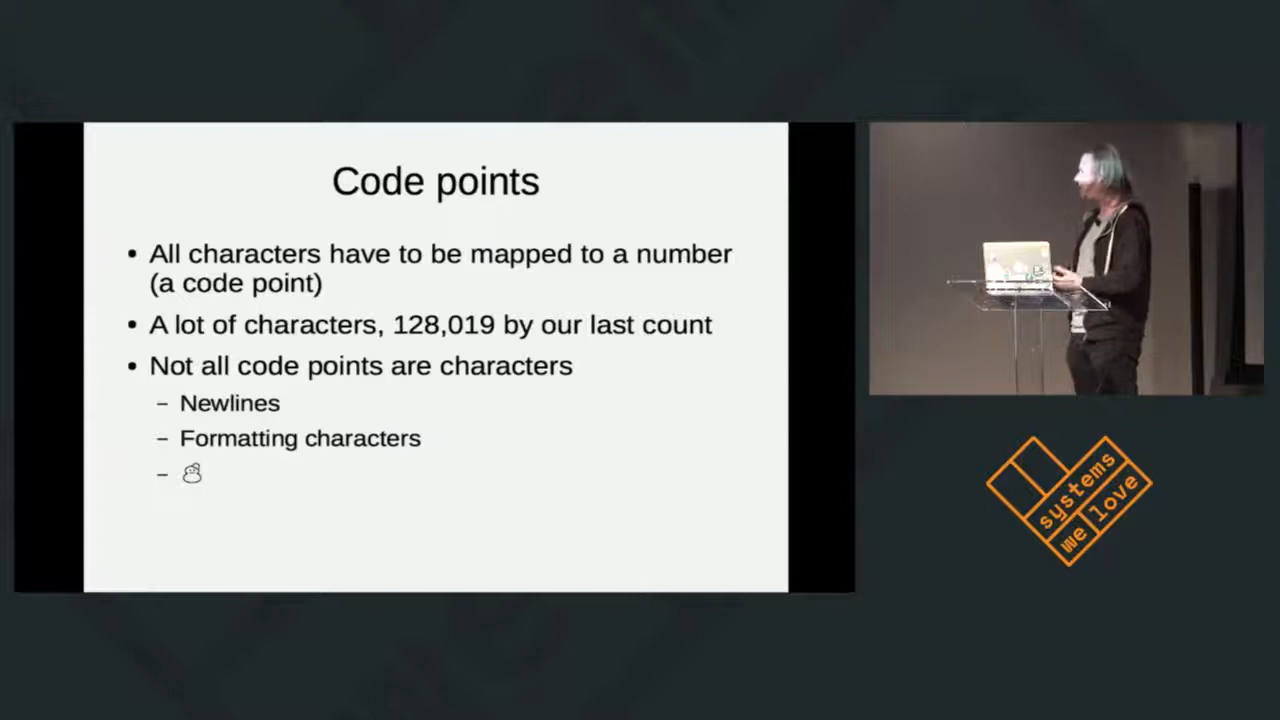 Code points
• All characters have to be mapped to a number
(a code point)
• A lot of characters, 128,019 by our last count
• Not all code points are characters
– Newlines
– Formatting characters
– ⛄
systems
we love